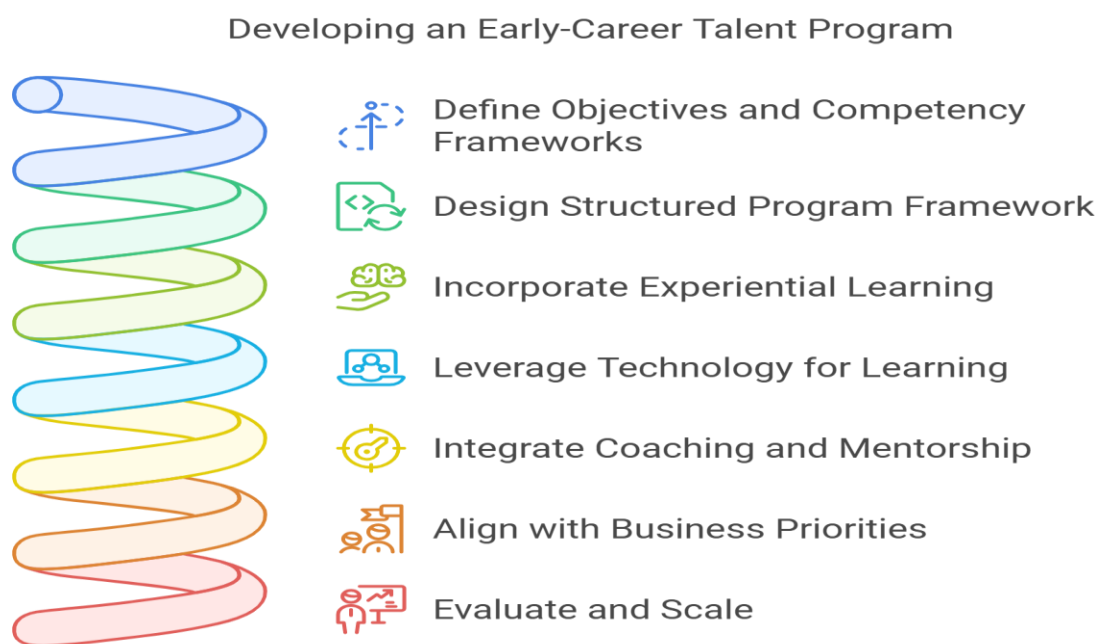 Developing an Early-Career Talent Program
Define Objectives and Competency
Frameworks
Design Structured Program Framework
Incorporate Experiential Learning
Leverage Technology for Learning
Integrate Coaching and Mentorship
Align with Business Priorities
Evaluate and Scale